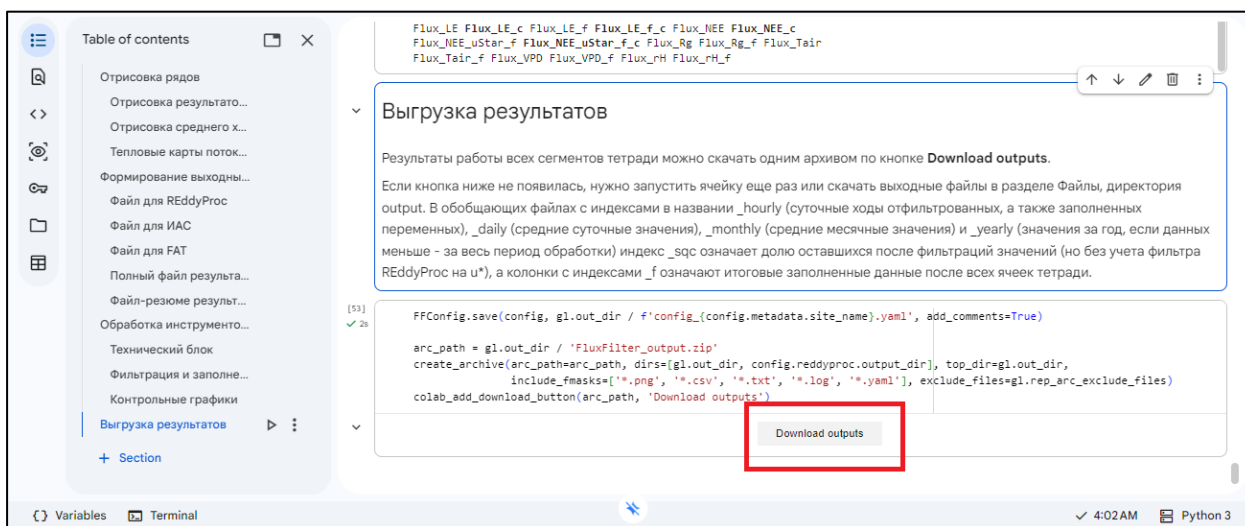 Table of contents
Отрисовка рядов
Отрисовка результато...
Отрисовка среднего х...
Тепловые карты поток...
Формирование выходны...
Файл для REddyProc
Файл для ИАС
Файл для FAT
Полный файл результа...
Файл-резюме результ...
Обработка инструменто...
Технический блок
Фильтрация и заполне...
Контрольные графики
Выгрузка результатов
+ Section
Flux_LE Flux_LE_c Flux_LE_f Flux_LE_f_c Flux_NEE Flux_NEE_c
Flux_NEE_uStar_f Flux_NEE_uStar_f_c Flux_Rg Flux_Rg_f Flux_Tair
Flux_Tair_f Flux_VPD Flux_VPD_f Flux_rH Flux_rH_f
Выгрузка результатов
Результаты работы всех сегментов тетради можно скачать одним архивом по кнопке Download outputs.
Если кнопка ниже не появилась, нужно запустить ячейку еще раз или скачать выходные файлы в разделе Файлы, директория
output. В обобщающих файлах с индексами в названии _hourly (суточные ходы отфильтрованных, а также заполненных
переменных), _daily (средние суточные значения), _monthly (средние месячные значения) и _yearly (значения за год, если данных
меньше - за весь период обработки) индекс _sqc означает долю оставшихся после фильтраций значений (но без учета фильтра
REddyProc на u*), а колонки с индексами _f означают итоговые заполненные данные после всех ячеек тетради.
[53]
2s
FFConfig.save(config, gl.out_dir / f'config_{config.metadata.site_name}.yaml', add_comments=True)
arc_path = gl.out_dir / 'FluxFilter_output.zip'
create_archive(arc_path=arc_path, dirs=[gl.out_dir, config.reddyproc.output_dir], top_dir=gl.out_dir,
include_fmasks=['*.png', '*.csv', '*.txt', '*.log', '*.yaml'], exclude_files=gl.rep_arc_exclude_files)
colab_add_download_button(arc_path, 'Download outputs')
Download outputs
{} Variables
Terminal
4:02 AM
Python 3